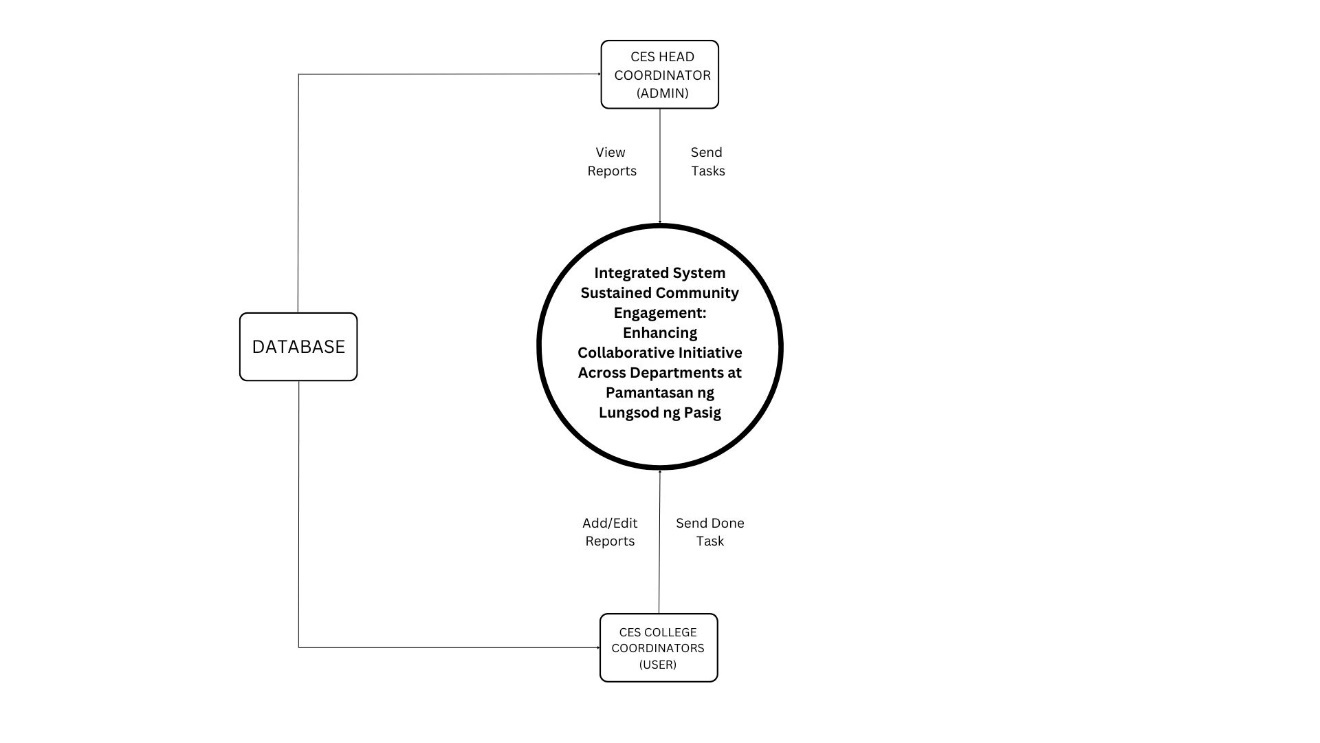 CES HEAD
COORDINATOR
(ADMIN)
View
Reports
Send
Tasks
Integrated System
Sustained Community
Engagement:
Enhancing
Collaborative Initiative
Across Departments at
Pamantasan ng
Lungsod ng Pasig
DATABASE
Add/Edit
Reports
Send Done
Task
CES COLLEGE
COORDINATORS
(USER)